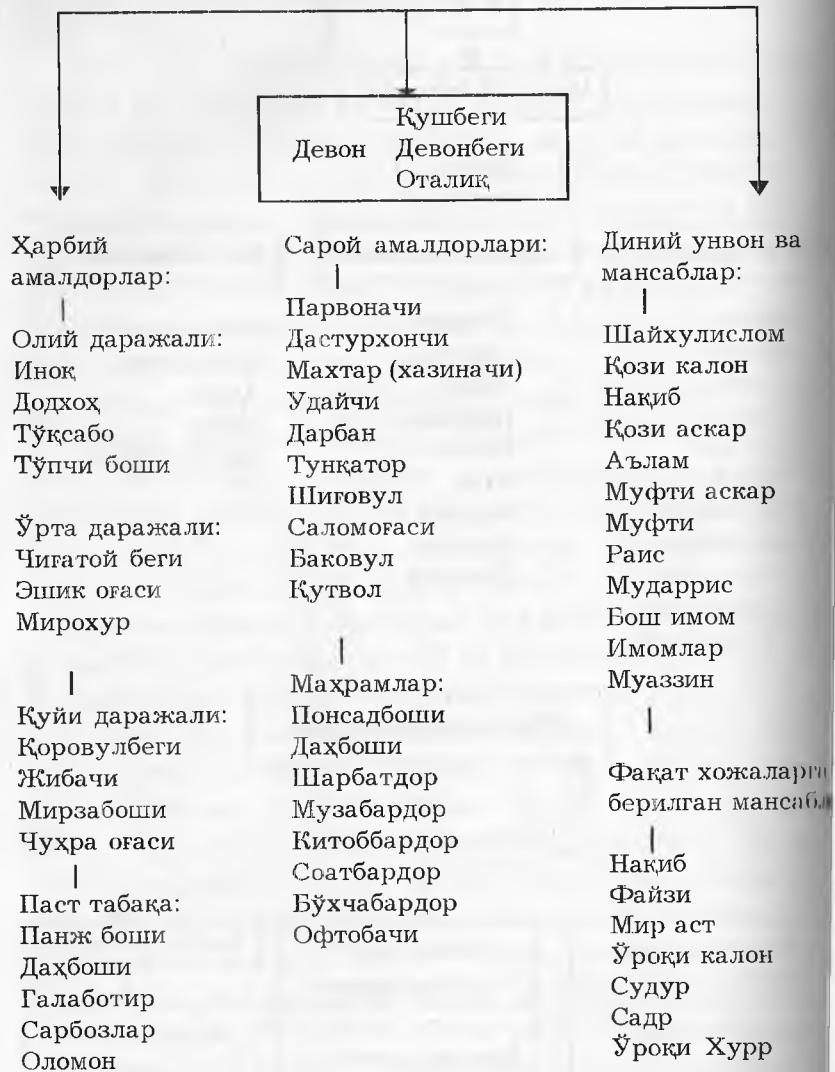 Қушбеги
Девон Девонбеги
Оталиқ
Ҳарбий
амалдорлар:
Олий даражали:
Иноқ
Додхоҳ
Тўқсабо
Тўпчи боши
Ўрта даражали:
Чиғатой беги
Эшик оғаси
Мирохур
Қуйи даражали:
Қоровулбеги
Жибачи
Мирзабоши
Чуҳра оғаси
Паст табақа:
Панж боши
Даҳбоши
Галаботир
Сарбозлар
Оломон
Сарой амалдорлари:
Парвоначи
Дастурхончи
Махтар (хазиначи)
Удайчи
Дарбан
Тунқатор
Шиғовул
Саломоғаси
Баковул
Қутвол
Маҳрамлар:
Понсадбоши
Даҳбоши
Шарбатдор
Музабардор
Китоббардор
Соатбардор
Бўхчабардор
Офтобачи
Диний унвон ва
мансаблар:
Шайхулислом
Қози калон
Нақиб
Қози аскар
Аълам
Муфти аскар
Муфти
Раис
Мударрис
Бош имом
Имомлар
Муаззин
Фақат хожаларга
берилган
Нақиб
Файзи
Мир аст
Ўроқи калон
Судур
Садр
Ўроқи Хурр